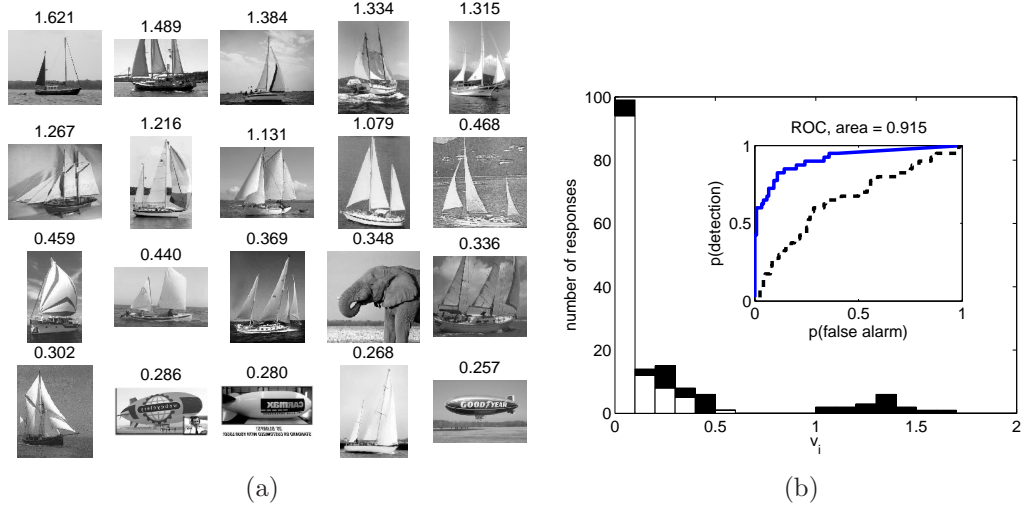 1.621 1.489 1.384 1.334 1.315
1.267 1.216 1.131 1.079 0.468
0.459 0.440 0.369 0.348 0.336
0.302 0.286 0.280 0.268 0.257
GOODYEAR
(a)
100
80
60
40
20
0
number of responses
0 0.5 1 1.5 2
v_i
ROC, area = 0.915
1
0.5
0
p(detection)
0.5 1
p(false alarm)
(b)